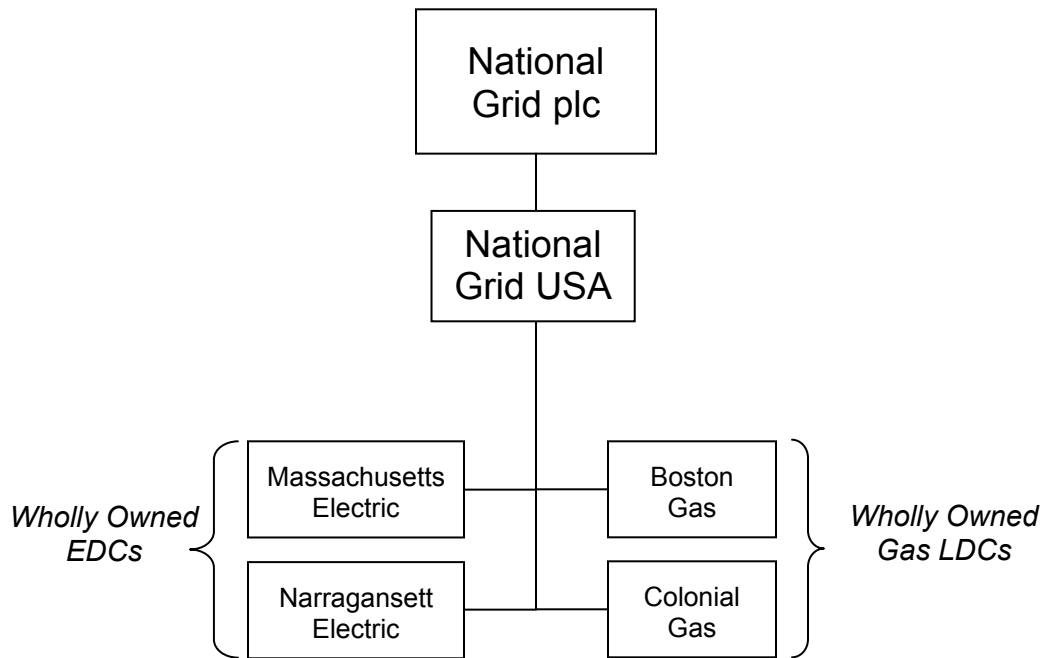 National
Grid plc
National
Grid USA
Massachusetts
Electric
Boston
Gas
Wholly Owned
EDCs
Wholly Owned
Gas LDCs
Narragansett
Electric
Colonial
Gas